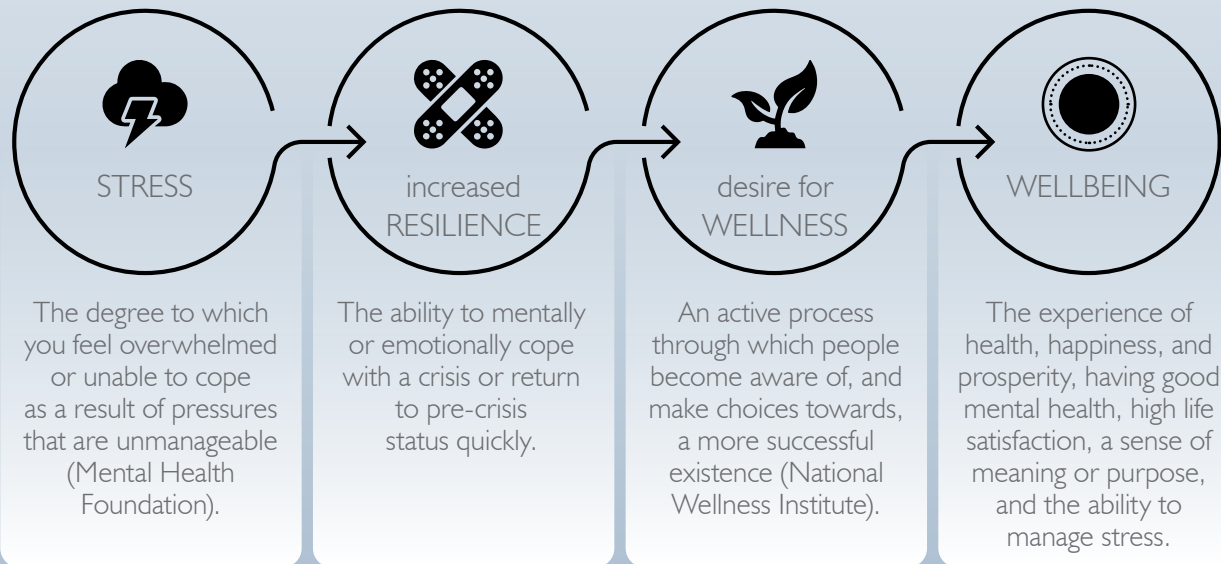 STRESS
increased
RESILIENCE
desire for
WELLNESS
WELLBEING
The degree to which
you feel overwhelmed
or unable to cope
as a result of pressures
that are unmanageable
(Mental Health
Foundation).
The ability to mentally
or emotionally cope
with a crisis or return
to pre-crisis
status quickly.
An active process
through which people
become aware of, and
make choices towards,
a more successful
existence (National
Wellness Institute).
The experience of
health, happiness, and
prosperity, having good
mental health, high life
satisfaction, a sense of
meaning or purpose,
and the ability to
manage stress.